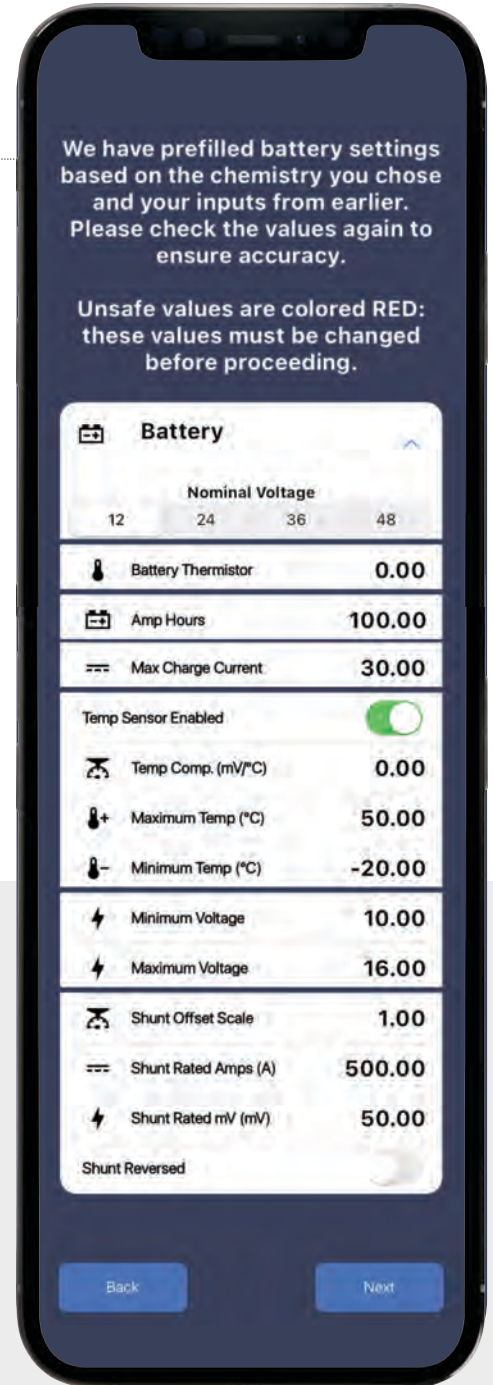 We have prefilled battery settings
based on the chemistry you chose
and your inputs from earlier.
Please check the values again to
ensure accuracy.
Unsafe values are colored RED:
these values must be changed
before proceeding.
Battery
Nominal Voltage
12 24 36 48
Battery Thermistor 0.00
Amp Hours 100.00
Max Charge Current 30.00
Temp Sensor Enabled
Temp Comp. (mV/°C) 0.00
Maximum Temp (°C) 50.00
Minimum Temp (°C) -20.00
Minimum Voltage 10.00
Maximum Voltage 16.00
Shunt Offset Scale 1.00
Shunt Rated Amps (A) 500.00
Shunt Rated mV (mV) 50.00
Shunt Reversed
Back Next